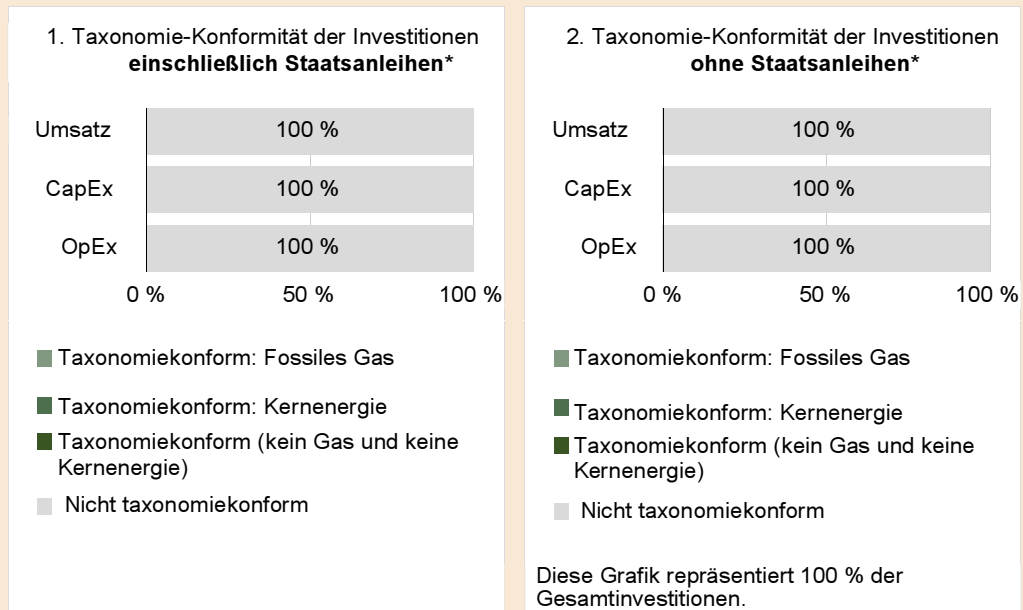 1. Taxonomie-Konformität der Investitionen
einschließlich Staatsanleihen*
Umsatz
100 %
CapEx
100 %
OpEx
100 %
0 %
50 %
100 %
Taxonomiekonform: Fossiles Gas
Taxonomiekonform: Kernenergie
Taxonomiekonform (kein Gas und keine
Kernenergie)
Nicht taxonomiekonform
2. Taxonomie-Konformität der Investitionen
ohne Staatsanleihen*
Umsatz
100 %
CapEx
100 %
OpEx
100 %
0 %
50 %
100 %
Taxonomiekonform: Fossiles Gas
Taxonomiekonform: Kernenergie
Taxonomiekonform (kein Gas und keine
Kernenergie)
Nicht taxonomiekonform
Diese Grafik repräsentiert 100 % der
Gesamtinvestitionen.